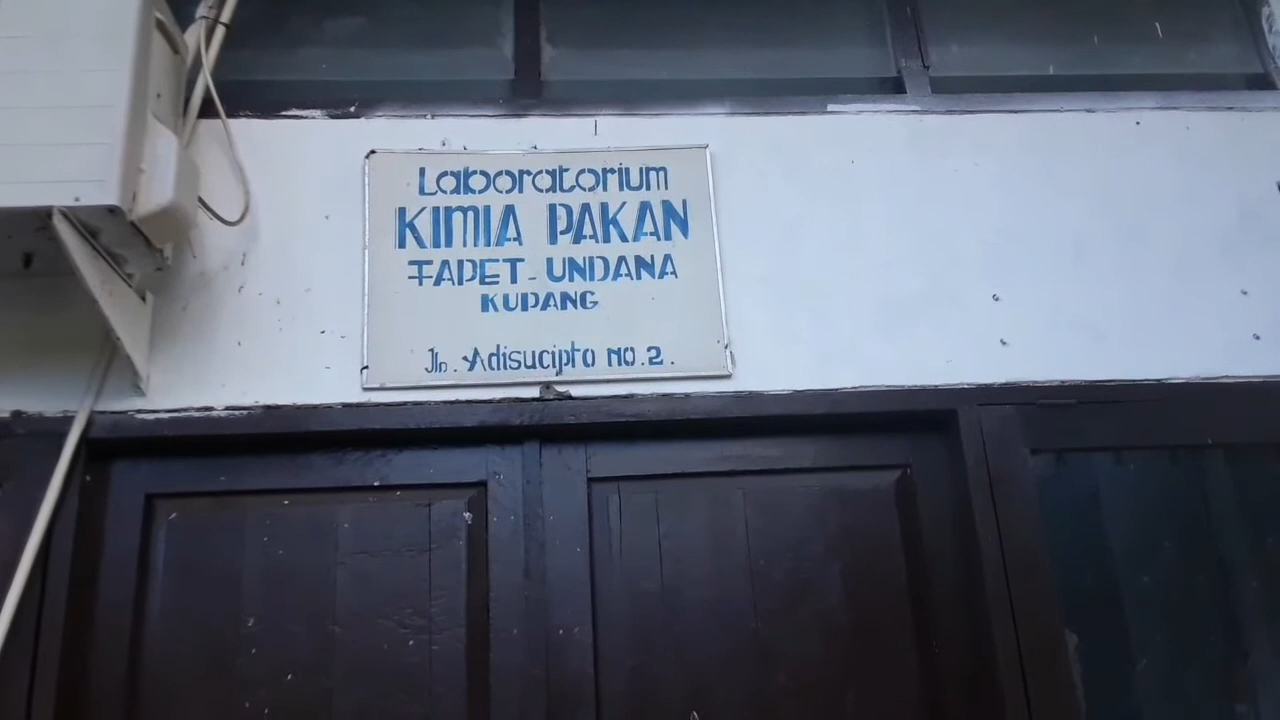 Laboratorium
KIMIA PAKAN
FAPET - UNDANA
KUPANG
Jln. Adisucipto NO.2.